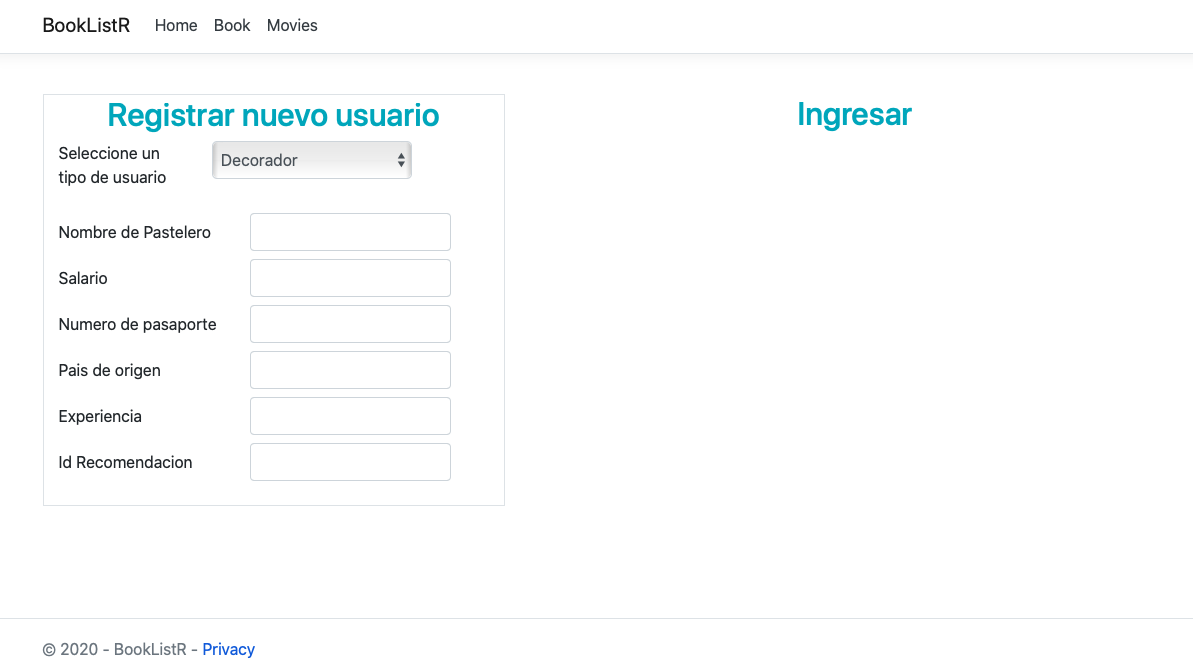 BookListR Home Book Movies
Registrar nuevo usuario
Seleccione un
tipo de usuario
Decorador
Nombre de Pastelero
Salario
Numero de pasaporte
Pais de origen
Experiencia
Id Recomendacion
Ingresar
© 2020 - BookListR - Privacy